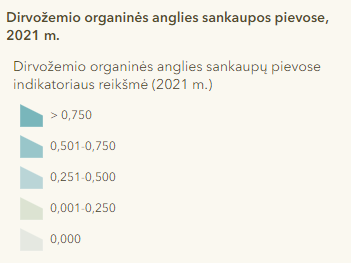 Dirvožemio organinės anglies sankaupos pievose,
2021 m.
Dirvožemio organinės anglies sankaupų pievose
indikatoriaus reikšmė (2021 m.)
> 0,750
0,501-0,750
0,251-0,500
0,001-0,250
0,000